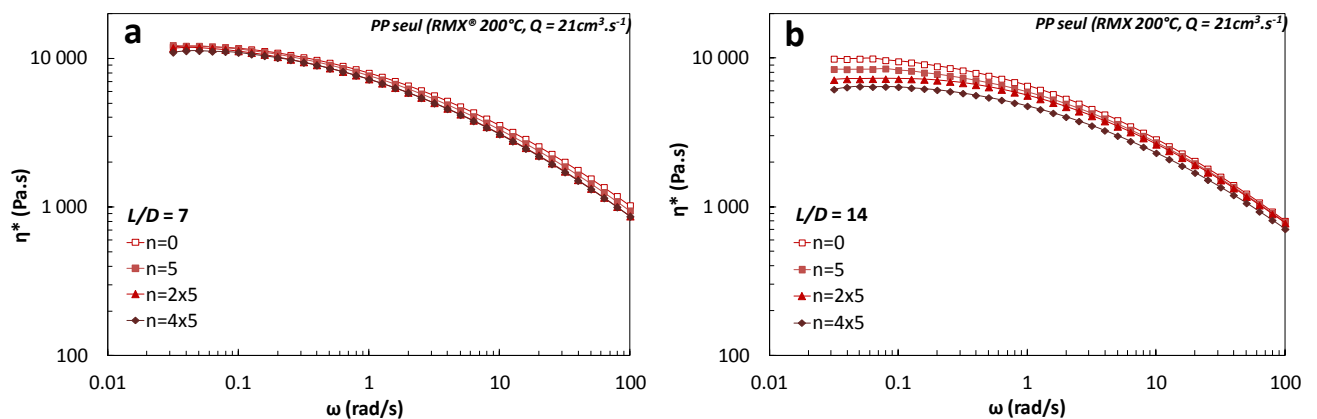 a
PP seul (RMX® 200°C, Q = 21cm³.s⁻¹)
10 000
1 000
100
η* (Pa.s)
L/D = 7
n=0
n=5
n=2x5
n=4x5
0.01
0.1
1
10
100
ω (rad/s)
b
PP seul (RMX 200°C, Q = 21cm³.s⁻¹)
10 000
1 000
100
η* (Pa.s)
L/D = 14
n=0
n=5
n=2x5
n=4x5
0.01
0.1
1
10
100
ω (rad/s)